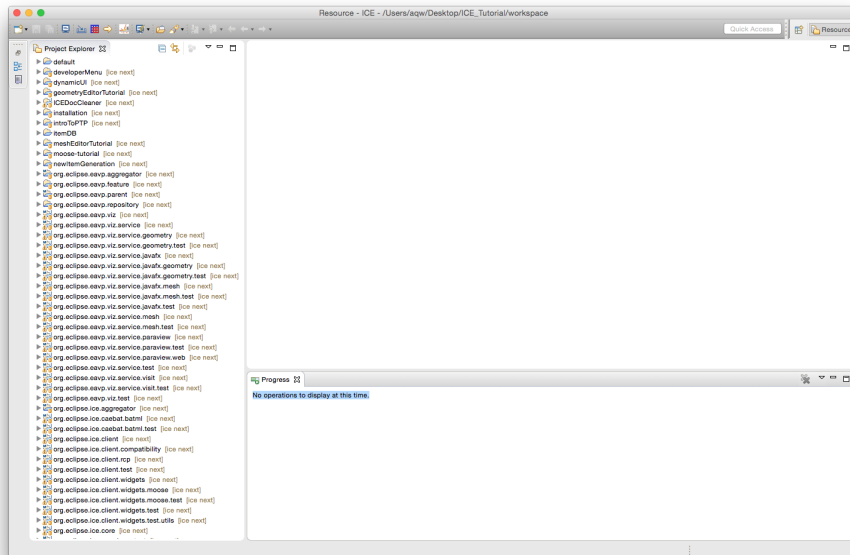 Resource - ICE - /Users/aqw/Desktop/ICE_Tutorial/workspace
Quick Access
Resource
Project Explorer
default
developerMenu [ice next]
dynamicUI [ice next]
geometryEditorTutorial [ice next]
ICEDocCleaner [ice next]
installation [ice next]
introToPTP [ice next]
itemDB
meshEditorTutorial [ice next]
moose-tutorial [ice next]
newItemGeneration [ice next]
org.eclipse.eavp.aggregator [ice next]
org.eclipse.eavp.feature [ice next]
org.eclipse.eavp.parent [ice next]
org.eclipse.eavp.repository [ice next]
org.eclipse.eavp.viz [ice next]
org.eclipse.eavp.viz.service [ice next]
org.eclipse.eavp.viz.service.geometry [ice next]
org.eclipse.eavp.viz.service.geometry.test [ice next]
org.eclipse.eavp.viz.service.javafx [ice next]
org.eclipse.eavp.viz.service.javafx.geometry [ice next]
org.eclipse.eavp.viz.service.javafx.geometry.test [ice next]
org.eclipse.eavp.viz.service.javafx.mesh [ice next]
org.eclipse.eavp.viz.service.javafx.mesh.test [ice next]
org.eclipse.eavp.viz.service.javafx.test [ice next]
org.eclipse.eavp.viz.service.mesh [ice next]
org.eclipse.eavp.viz.service.mesh.test [ice next]
org.eclipse.eavp.viz.service.paraview [ice next]
org.eclipse.eavp.viz.service.paraview.test [ice next]
org.eclipse.eavp.viz.service.paraview.web [ice next]
org.eclipse.eavp.viz.service.test [ice next]
org.eclipse.eavp.viz.service.visit [ice next]
org.eclipse.eavp.viz.service.visit.test [ice next]
org.eclipse.eavp.viz.test [ice next]
org.eclipse.ice.aggregator [ice next]
org.eclipse.ice.caebat.batml [ice next]
org.eclipse.ice.caebat.batml.test [ice next]
org.eclipse.ice.client [ice next]
org.eclipse.ice.client.compatibility [ice next]
org.eclipse.ice.client.rcp [ice next]
org.eclipse.ice.client.test [ice next]
org.eclipse.ice.client.widgets [ice next]
org.eclipse.ice.client.widgets.moose [ice next]
org.eclipse.ice.client.widgets.moose.test [ice next]
org.eclipse.ice.client.widgets.test [ice next]
org.eclipse.ice.client.widgets.test.utils [ice next]
org.eclipse.ice.core [ice next]
Progress
No operations to display at this time.